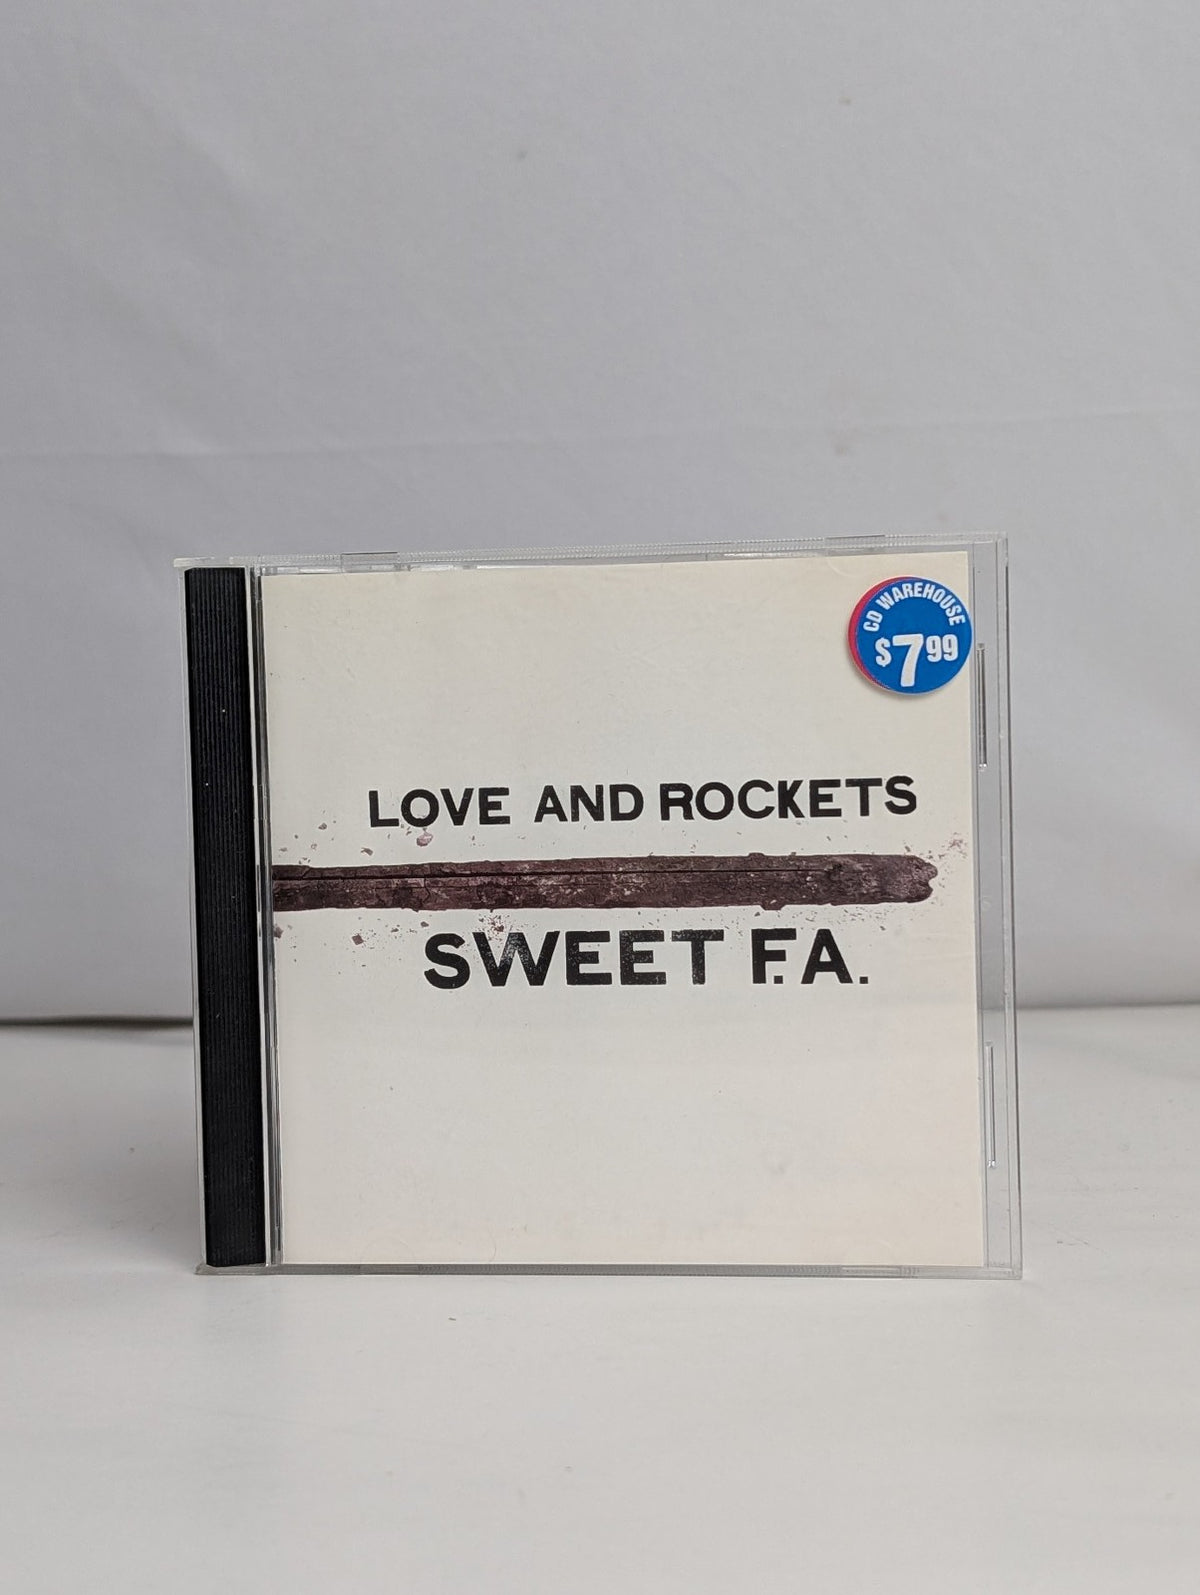 CD WAREHOUSE
$7.99
LOVE AND ROCKETS
SWEET F.A.